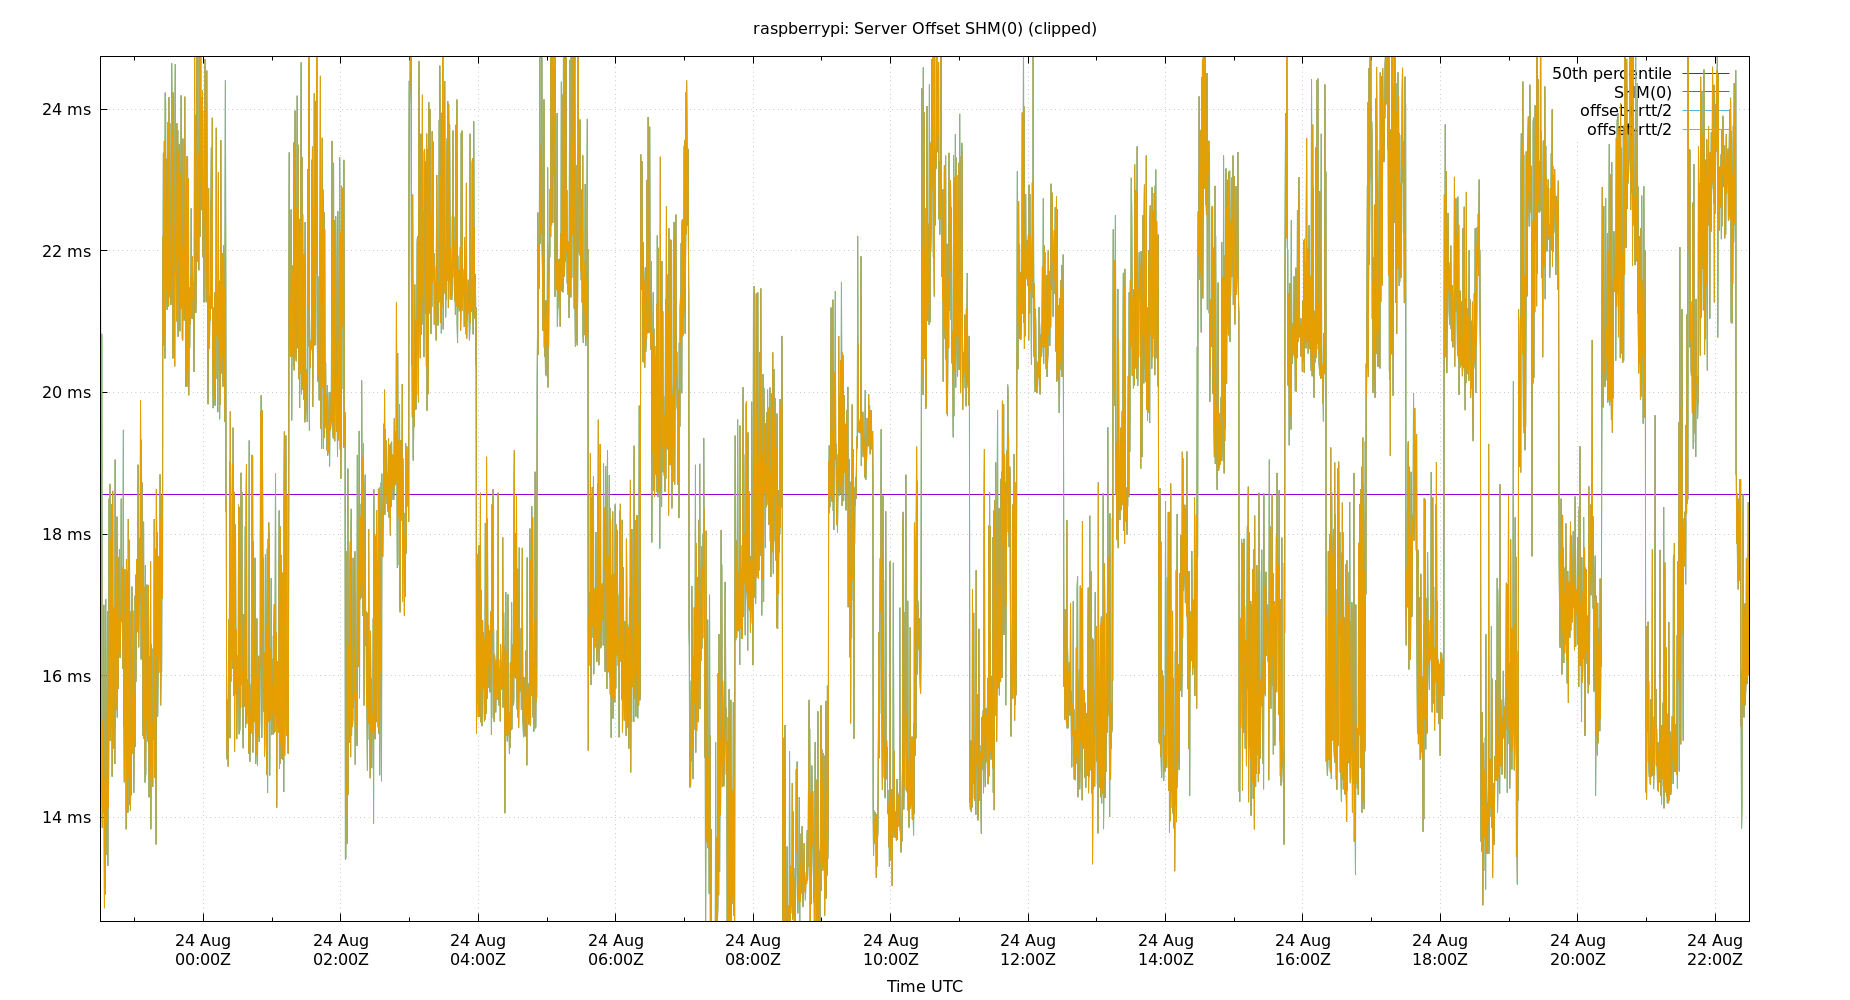 raspberrypi: Server Offset SHM(0) (clipped)
50th percentile
SHM(0)
offset+rtt/2
offset-rtt/2
24 ms
22 ms
20 ms
18 ms
16 ms
14 ms
24 Aug 24 Aug 24 Aug 24 Aug 24 Aug 24 Aug 24 Aug 24 Aug 24 Aug 24 Aug 24 Aug 24 Aug
00:00Z 02:00Z 04:00Z 06:00Z 08:00Z 10:00Z 12:00Z 14:00Z 16:00Z 18:00Z 20:00Z 22:00Z
Time UTC